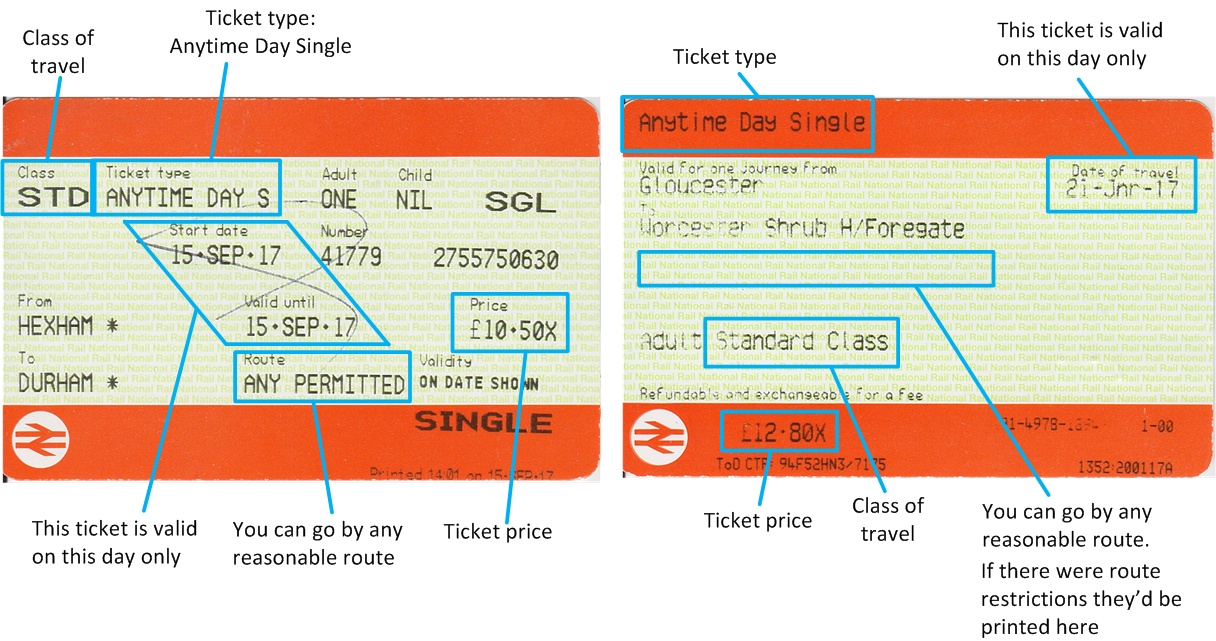 Class of
travel
Ticket type:
Anytime Day Single
Class
STD
Ticket type
ANYTIME DAY S
Adult
ONE
Child
NIL
SGL
Start date
15·SEP·17
Number
41779
2755750630
Valid until
15·SEP·17
From
HEXHAM *
Price
£10·50X
To
DURHAM *
Route
ANY PERMITTED
Validity
ON DATE SHOWN
SINGLE
Printed 14:01 on 15·SEP·17
This ticket is valid
on this day only
You can go by any
reasonable route
Ticket price
Ticket type
This ticket is valid
on this day only
Anytime Day Single
Valid for one journey from
Gloucester
Date of travel
21-Jnr-17
To
Worcester Shrub H/Foregate
Adult Standard Class
Refundable and exchangeable for a fee
£12·80X
1-00
ToD CTR: 94F52HN3/7175
1352:200117A
Ticket price
Class of
travel
You can go by any
reasonable route.
If there were route
restrictions they’d be
printed here